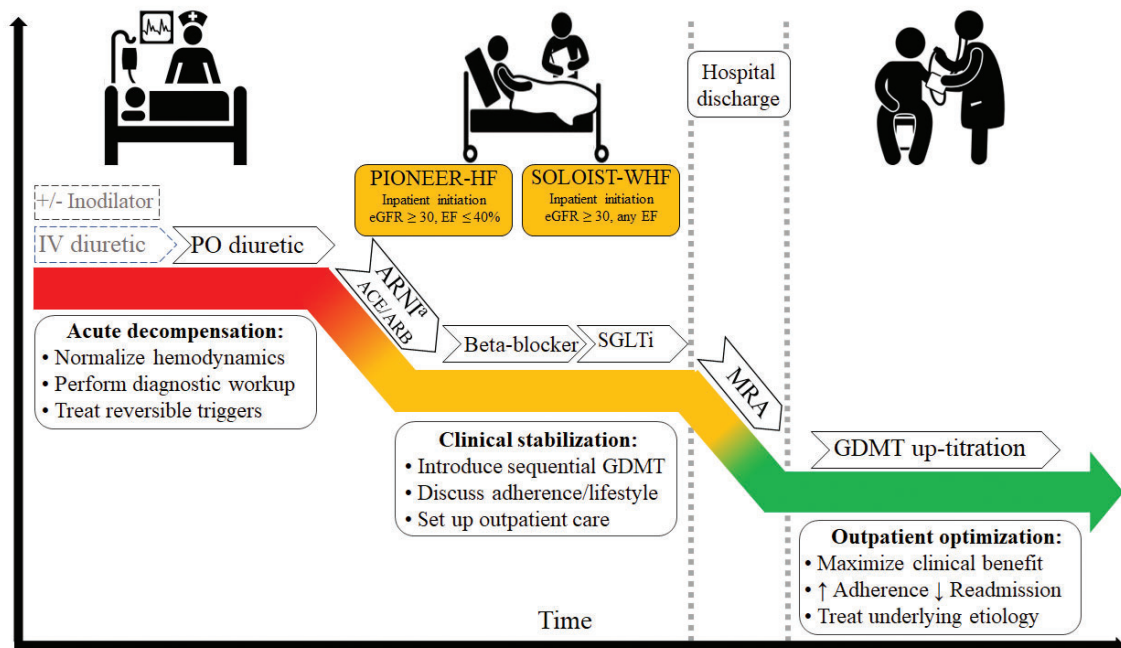 Hospital
discharge
PIONEER-HF
Inpatient initiation
eGFR ≥ 30, EF ≤ 40%
SOLOIST-WHF
Inpatient initiation
eGFR ≥ 30, any EF
+/- Inodilator
IV diuretic
PO diuretic
ARNIᵃ
ACE/ARB
Beta-blocker
SGLTi
MRA
GDMT up-titration
Acute decompensation:
• Normalize hemodynamics
• Perform diagnostic workup
• Treat reversible triggers
Clinical stabilization:
• Introduce sequential GDMT
• Discuss adherence/lifestyle
• Set up outpatient care
Outpatient optimization:
• Maximize clinical benefit
• ↑ Adherence ↓ Readmission
• Treat underlying etiology
Time